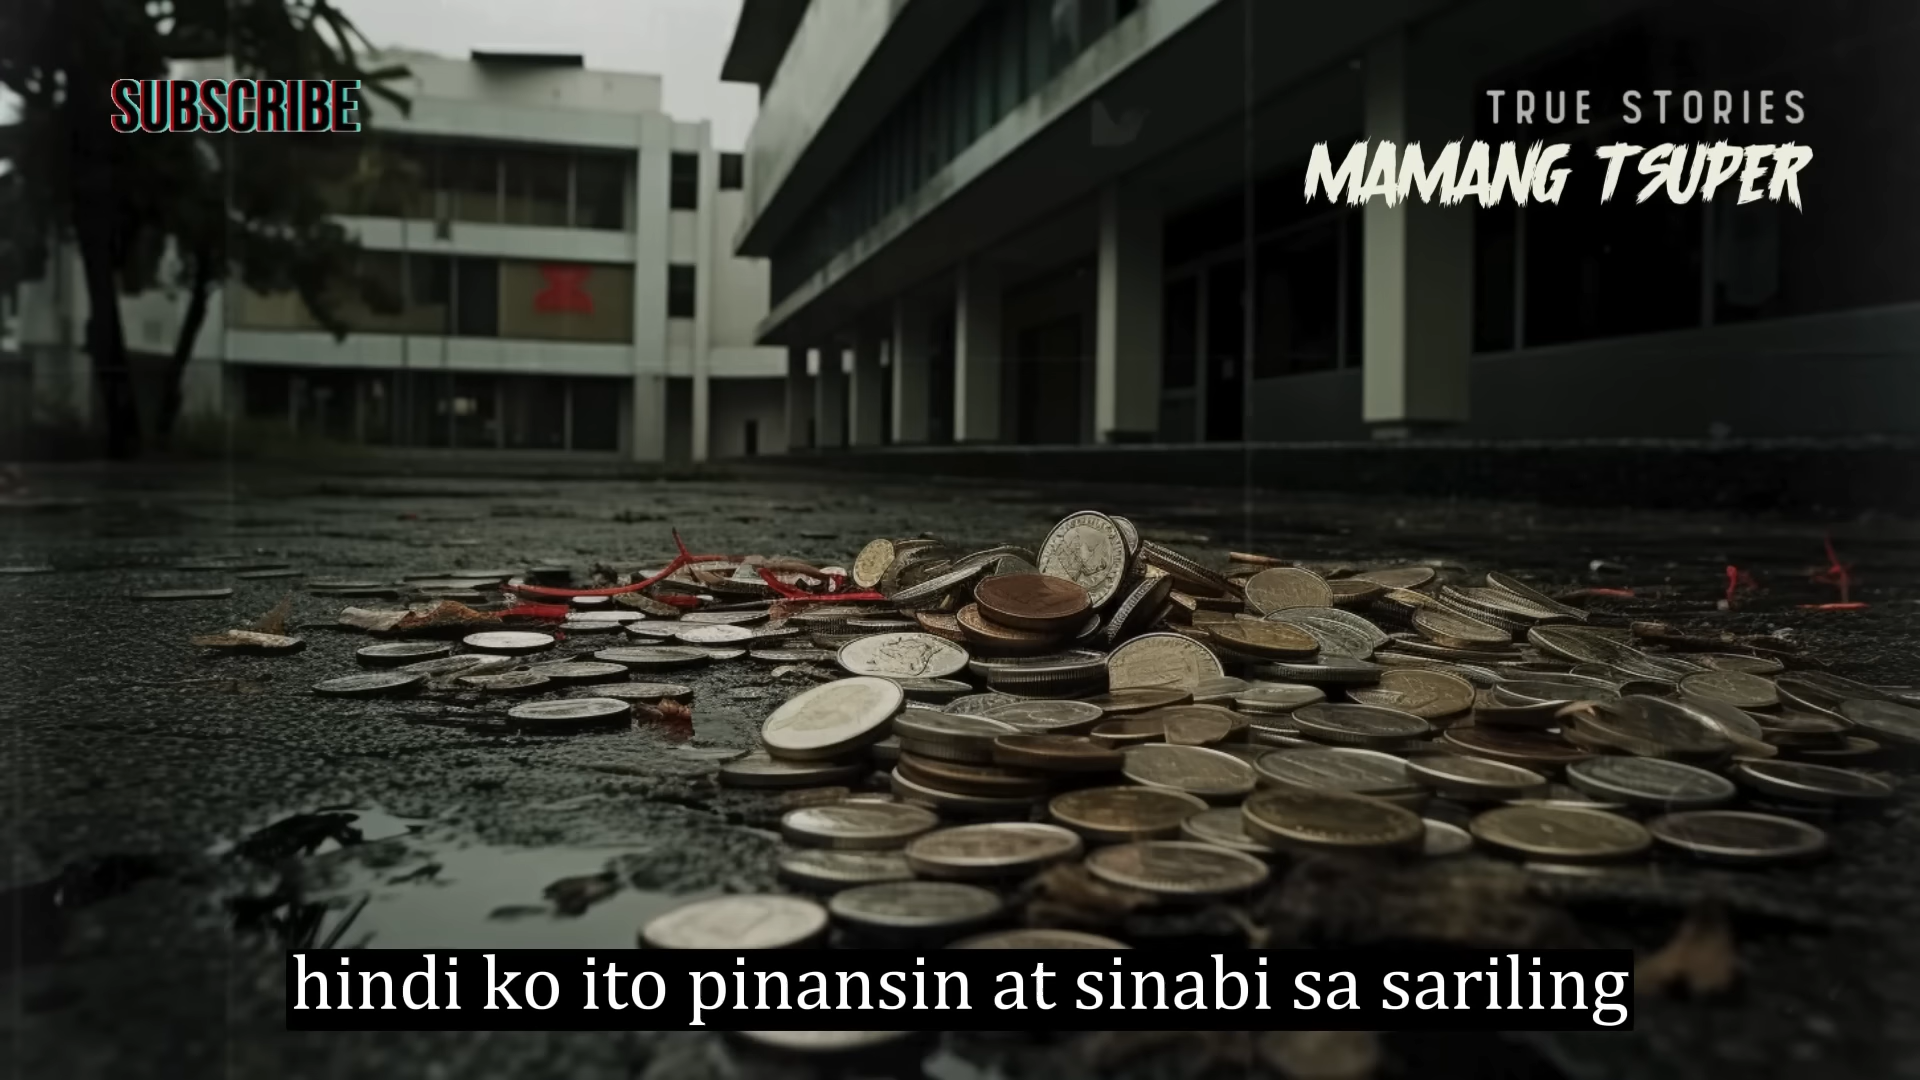 SUBSCRIBE
TRUE STORIES
MAMANG TSUPER
hindi ko ito pinansin at sinabi sa sariling